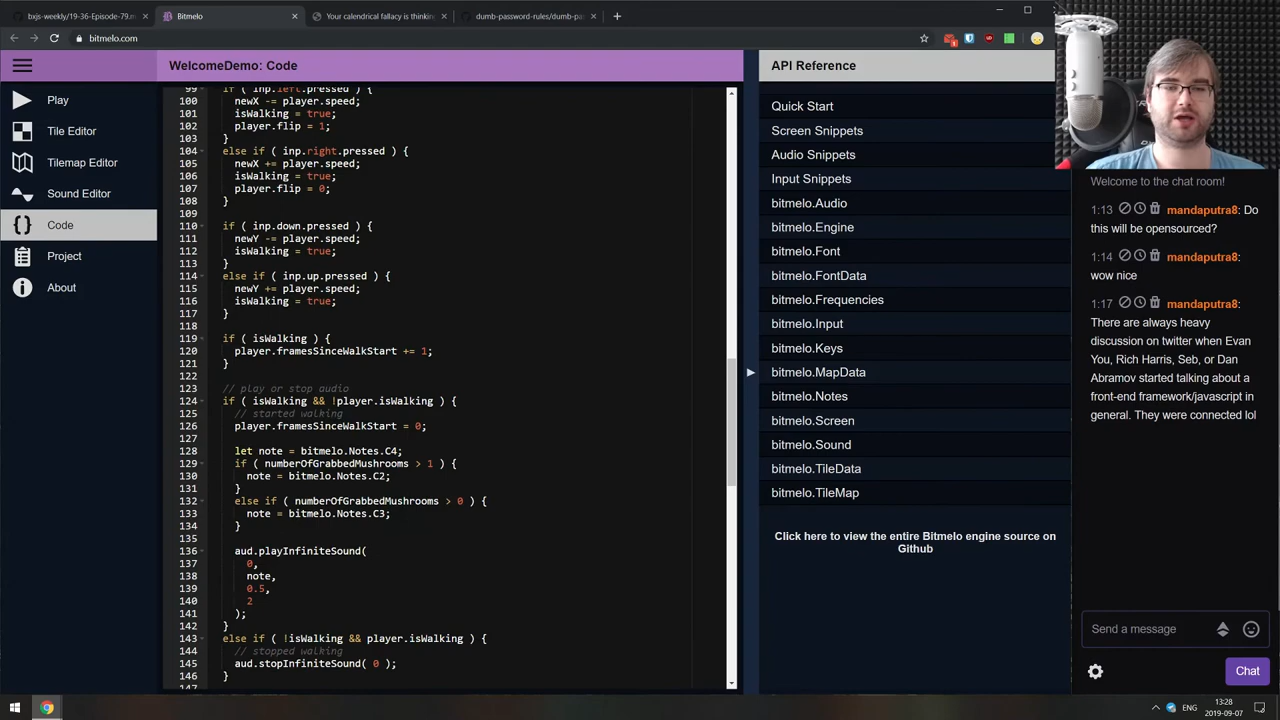 bxjs-weekly/19-36 Episode-79.m
Bitmelo
Your calendrical fallacy is thinking
dumb-password-rules/dumb-pas
bitmelo.com
1
WelcomeDemo: Code
API Reference
Play
Tile Editor
Tilemap Editor
Sound Editor
Code
Project
About
99 if ( inp.left.pressed ) {
100 newX -= player.speed;
101 isWalking = true;
102 player.flip = 1;
103 }
104 else if ( inp.right.pressed ) {
105 newX += player.speed;
106 isWalking = true;
107 player.flip = 0;
108 }
109
110 if ( inp.down.pressed ) {
111 newY -= player.speed;
112 isWalking = true;
113 }
114 else if ( inp.up.pressed ) {
115 newY += player.speed;
116 isWalking = true;
117 }
118
119 if ( isWalking ) {
120 player.framesSinceWalkStart += 1;
121 }
122
123 // play or stop audio
124 if ( isWalking && !player.isWalking ) {
125 // started walking
126 player.framesSinceWalkStart = 0;
127
128 let note = bitmelo.Notes.C4;
129 if ( numberOfGrabbedMushrooms > 1 ) {
130 note = bitmelo.Notes.C2;
131 }
132 else if ( numberOfGrabbedMushrooms > 0 ) {
133 note = bitmelo.Notes.C3;
134 }
135
136 aud.playInfiniteSound(
137 0,
138 note,
139 0.5,
140 2
141 );
142 }
143 else if ( !isWalking && player.isWalking ) {
144 // stopped walking
145 aud.stopInfiniteSound( 0 );
146 }
147
Quick Start
Screen Snippets
Audio Snippets
Input Snippets
bitmelo.Audio
bitmelo.Engine
bitmelo.Font
bitmelo.FontData
bitmelo.Frequencies
bitmelo.Input
bitmelo.Keys
bitmelo.MapData
bitmelo.Notes
bitmelo.Screen
bitmelo.Sound
bitmelo.TileData
bitmelo.TileMap
Click here to view the entire Bitmelo engine source on
Github
Welcome to the chat room!
1:13 mandaputra8: Do
this will be opensourced?
1:14 mandaputra8:
wow nice
1:17 mandaputra8:
There are always heavy
discussion on twitter when Evan
You, Rich Harris, Seb, or Dan
Abramov started talking about a
front-end framework/javascript in
general. They were connected lol
Send a message
Chat
ENG
13:28
2019-09-07